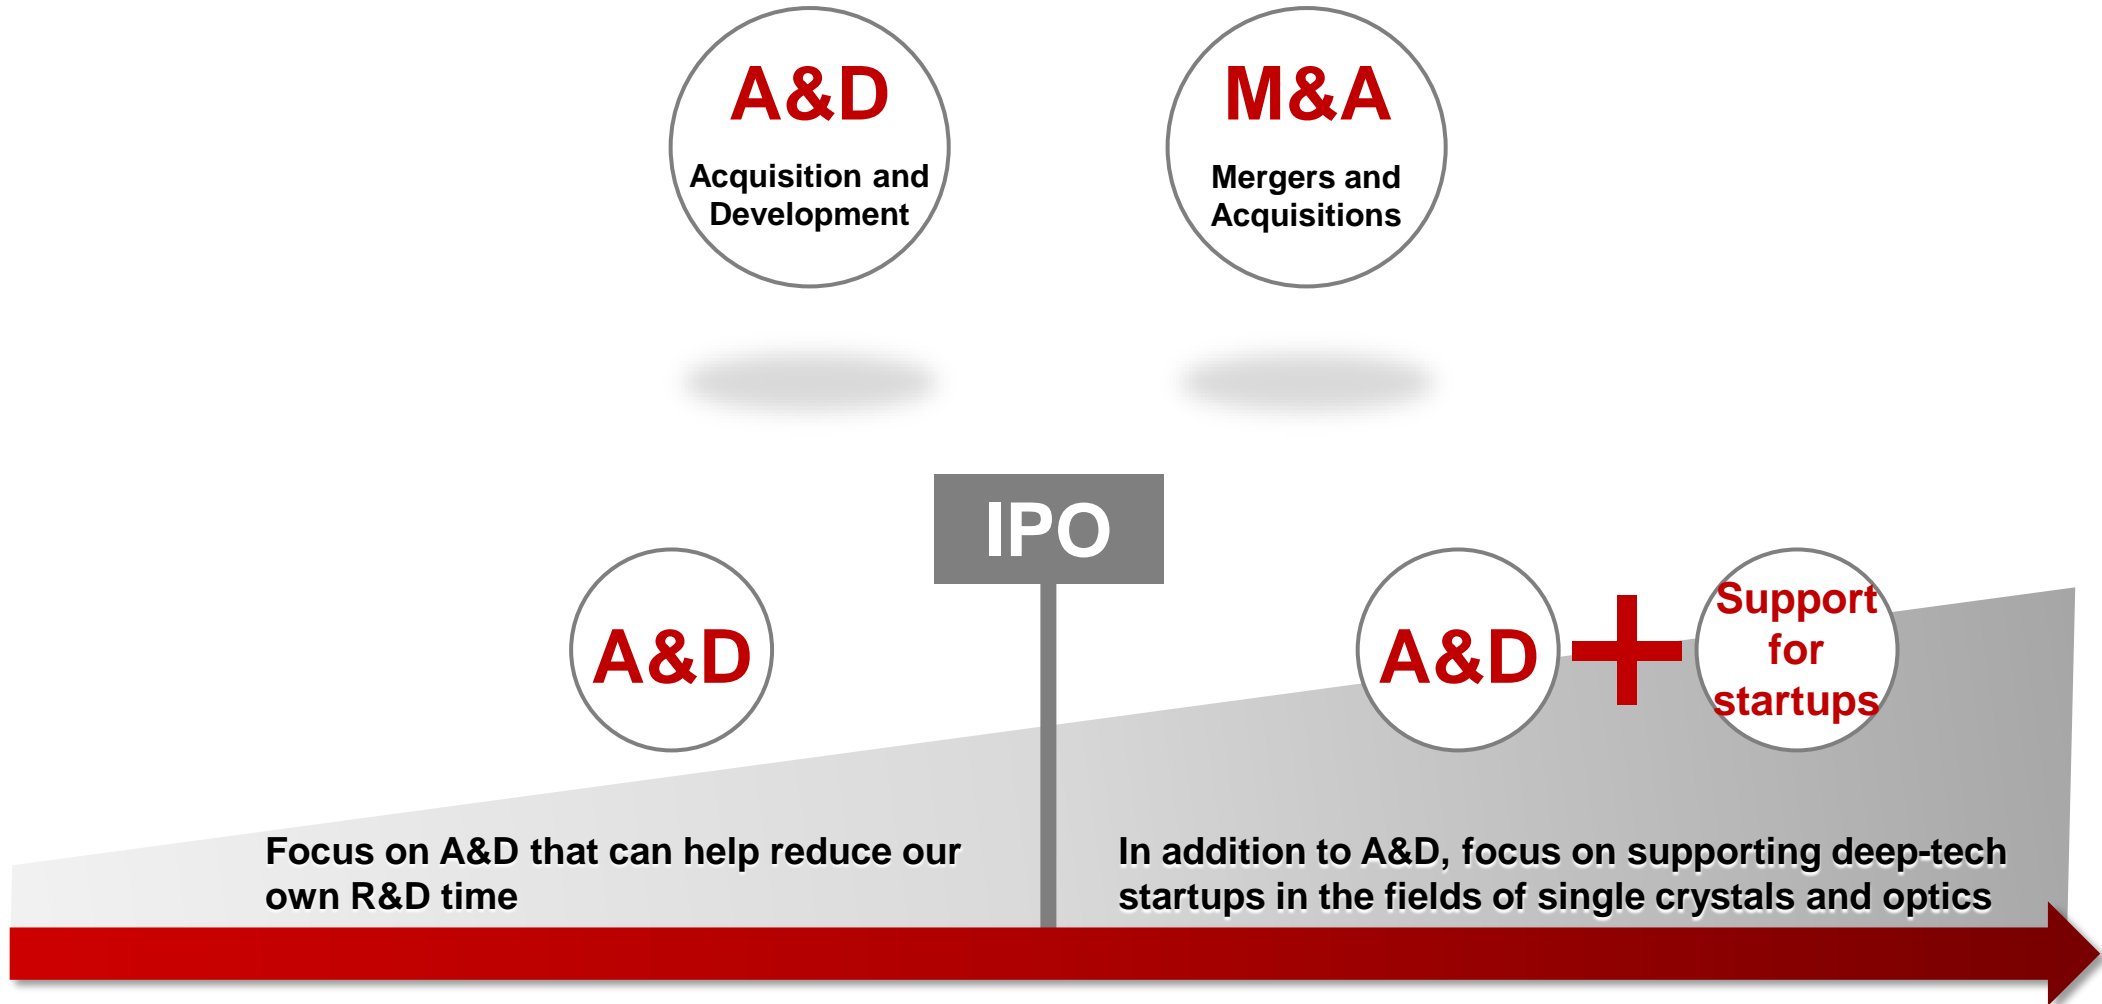 A&D
Acquisition and
Development
M&A
Mergers and
Acquisitions
IPO
A&D
A&D
Support
for
startups
Focus on A&D that can help reduce our
own R&D time
In addition to A&D, focus on supporting deep-tech
startups in the fields of single crystals and optics